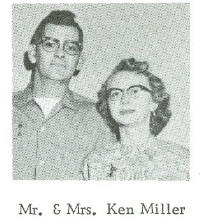 Mr. & Mrs. Ken Miller